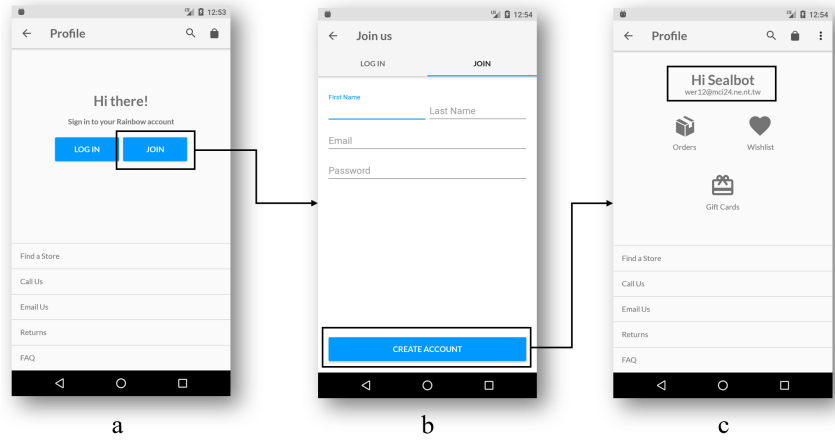 12:53
Profile
Hi there!
Sign in to your Rainbow account
LOG IN JOIN
Find a Store
Call Us
Email Us
Returns
FAQ
a
12:54
Join us
LOG IN JOIN
First Name
Last Name
Email
Password
CREATE ACCOUNT
b
12:54
Profile
Hi Sealbot
wer12@mci24.ne.nt.tw
Orders Wishlist
Gift Cards
Find a Store
Call Us
Email Us
Returns
FAQ
c